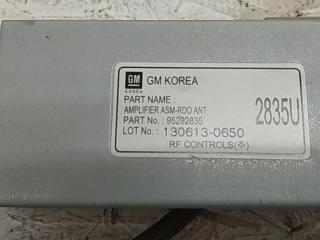 GM GM KOREA
KOREA
PART NAME :
AMPLIFIER ASM-RDO ANT
PART No. : 95292835
2835U
LOT No. : 130613-0650
RF CONTROLS(주)